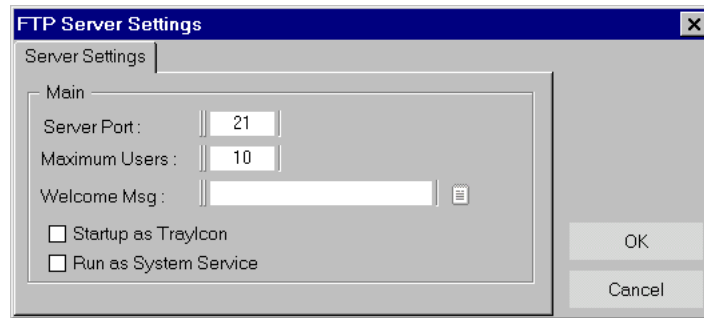 FTP Server Settings
Server Settings
Main
Server Port : 21
Maximum Users : 10
Welcome Msg :
Startup as TrayIcon
Run as System Service
OK
Cancel